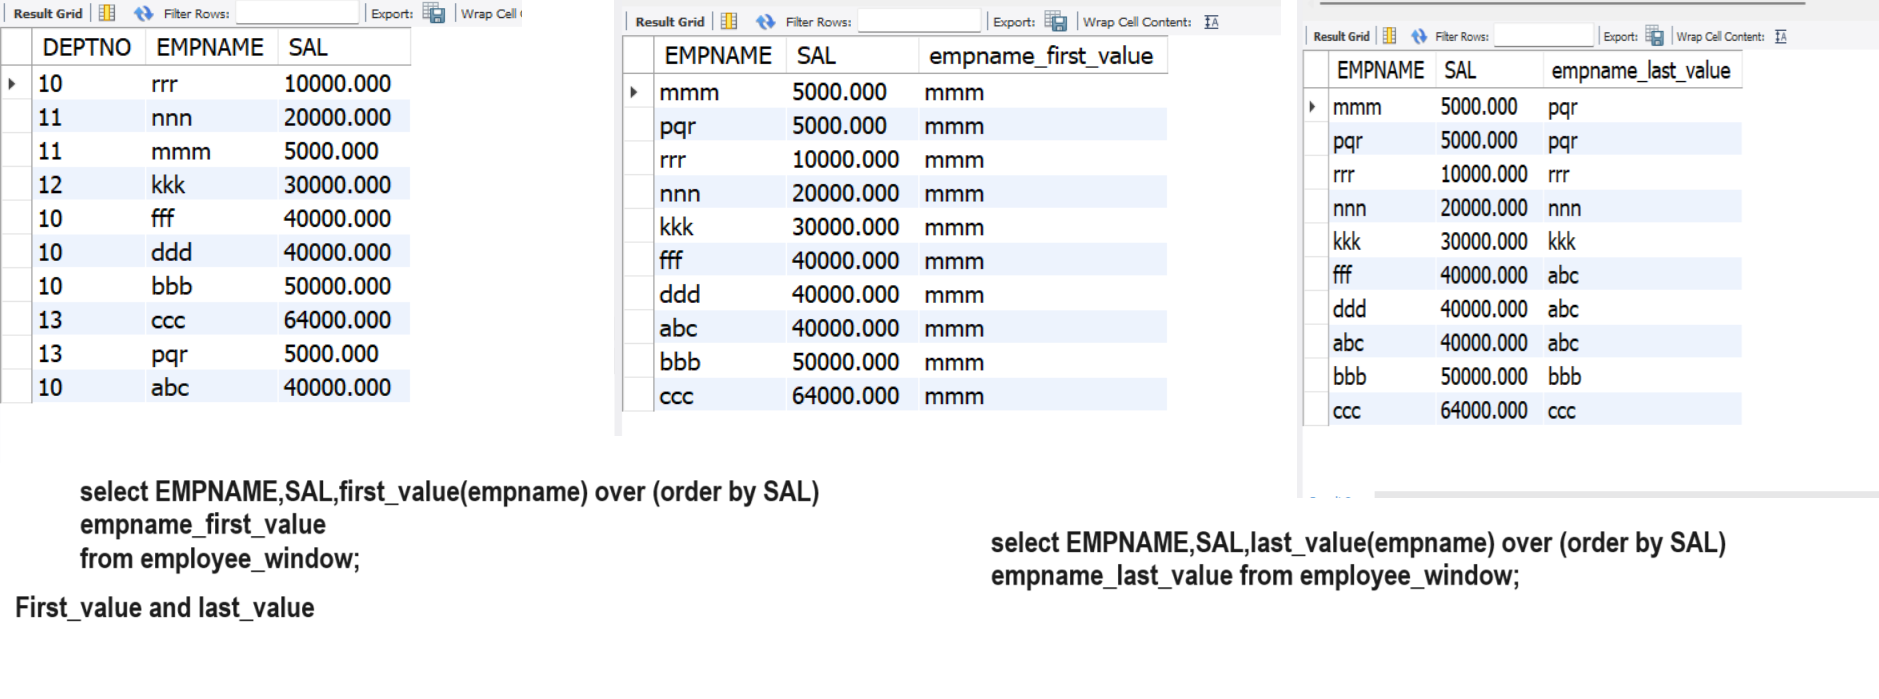 Result Grid Filter Rows: Export: Wrap Cell
DEPTNO EMPNAME SAL
10 rrr 10000.000
11 nnn 20000.000
11 mmm 5000.000
12 kkk 30000.000
10 fff 40000.000
10 ddd 40000.000
10 bbb 50000.000
13 ccc 64000.000
13 pqr 5000.000
10 abc 40000.000
Result Grid Filter Rows: Export: Wrap Cell Content:
EMPNAME SAL empname_first_value
mmm 5000.000 mmm
pqr 5000.000 mmm
rrr 10000.000 mmm
nnn 20000.000 mmm
kkk 30000.000 mmm
fff 40000.000 mmm
ddd 40000.000 mmm
abc 40000.000 mmm
bbb 50000.000 mmm
ccc 64000.000 mmm
Result Grid Filter Rows: Export: Wrap Cell Content:
EMPNAME SAL empname_last_value
mmm 5000.000 pqr
pqr 5000.000 pqr
rrr 10000.000 rrr
nnn 20000.000 nnn
kkk 30000.000 kkk
fff 40000.000 abc
ddd 40000.000 abc
abc 40000.000 abc
bbb 50000.000 bbb
ccc 64000.000 ccc
select EMPNAME,SAL,first_value(empname) over (order by SAL)
empname_first_value
from employee_window;
First_value and last_value
select EMPNAME,SAL,last_value(empname) over (order by SAL)
empname_last_value from employee_window;